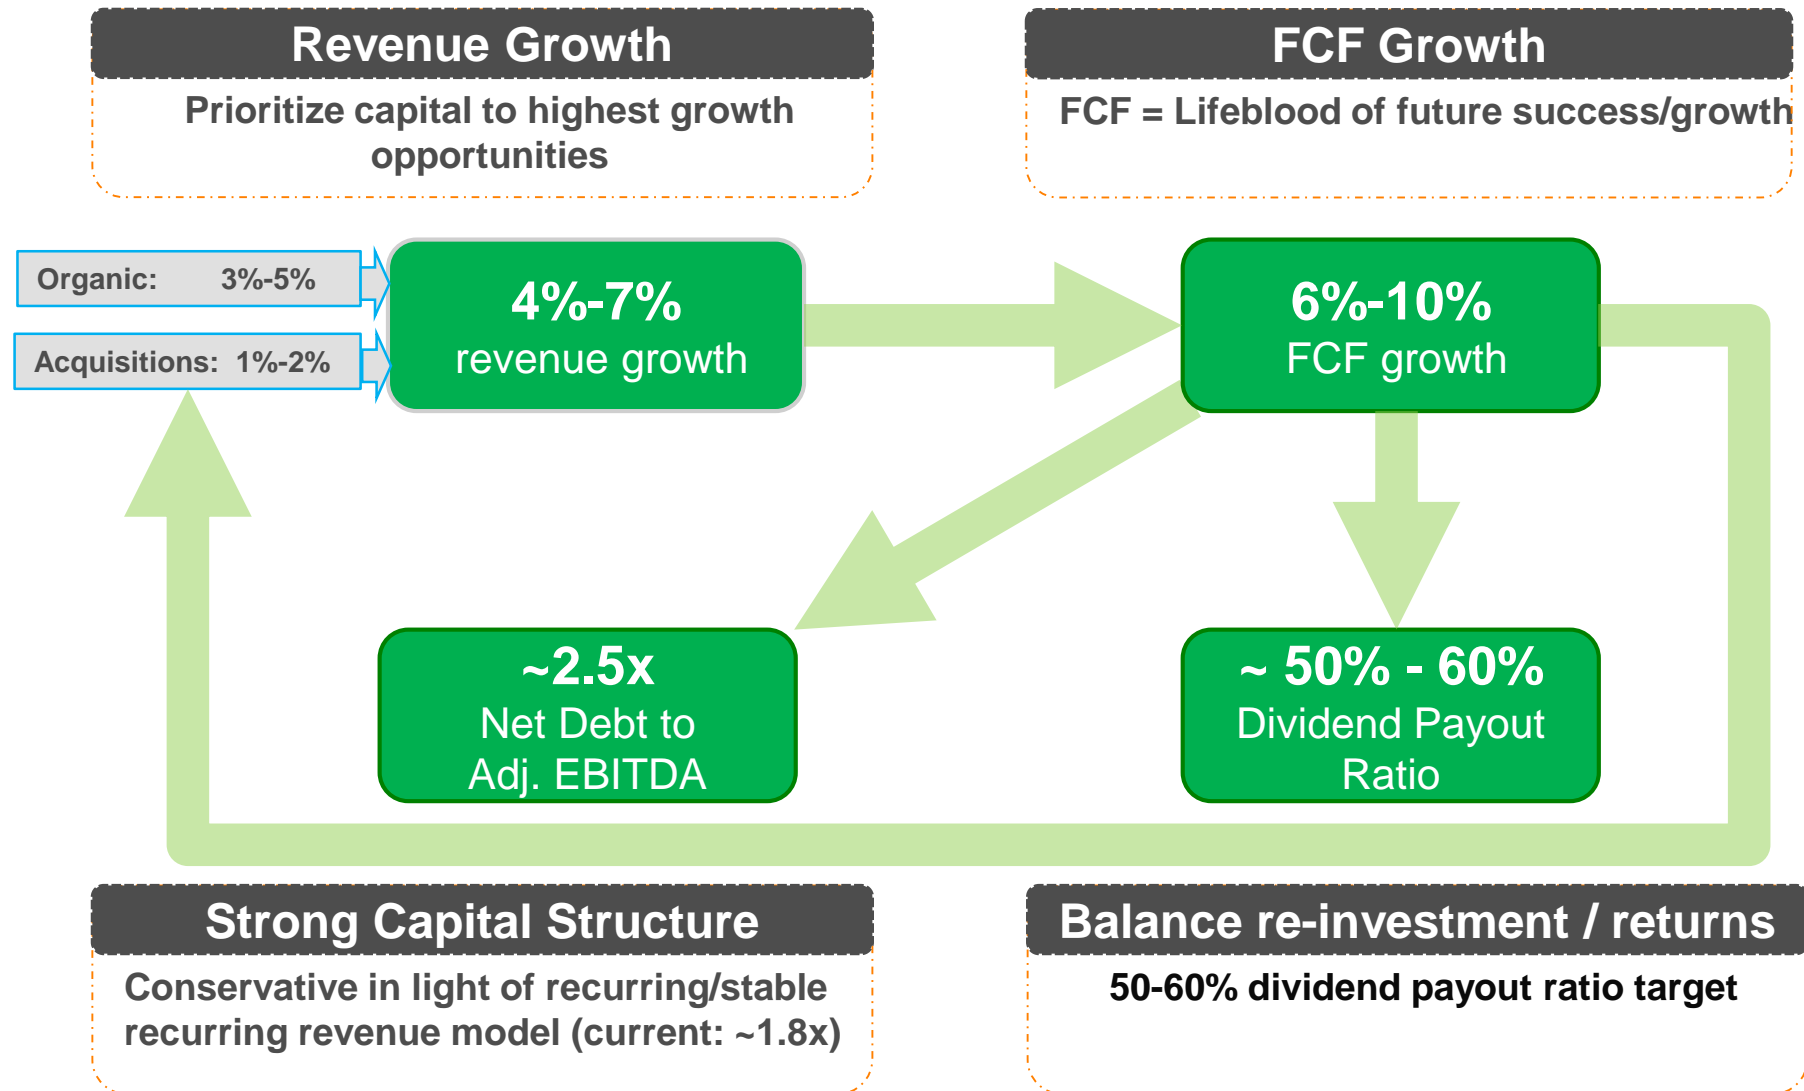 Revenue Growth
Prioritize capital to highest growth
opportunities
FCF Growth
FCF = Lifeblood of future success/growth
Organic: 3%-5%
Acquisitions: 1%-2%
4%-7%
revenue growth
6%-10%
FCF growth
~2.5x
Net Debt to
Adj. EBITDA
~ 50% - 60%
Dividend Payout
Ratio
Strong Capital Structure
Conservative in light of recurring/stable
recurring revenue model (current: ~1.8x)
Balance re-investment / returns
50-60% dividend payout ratio target